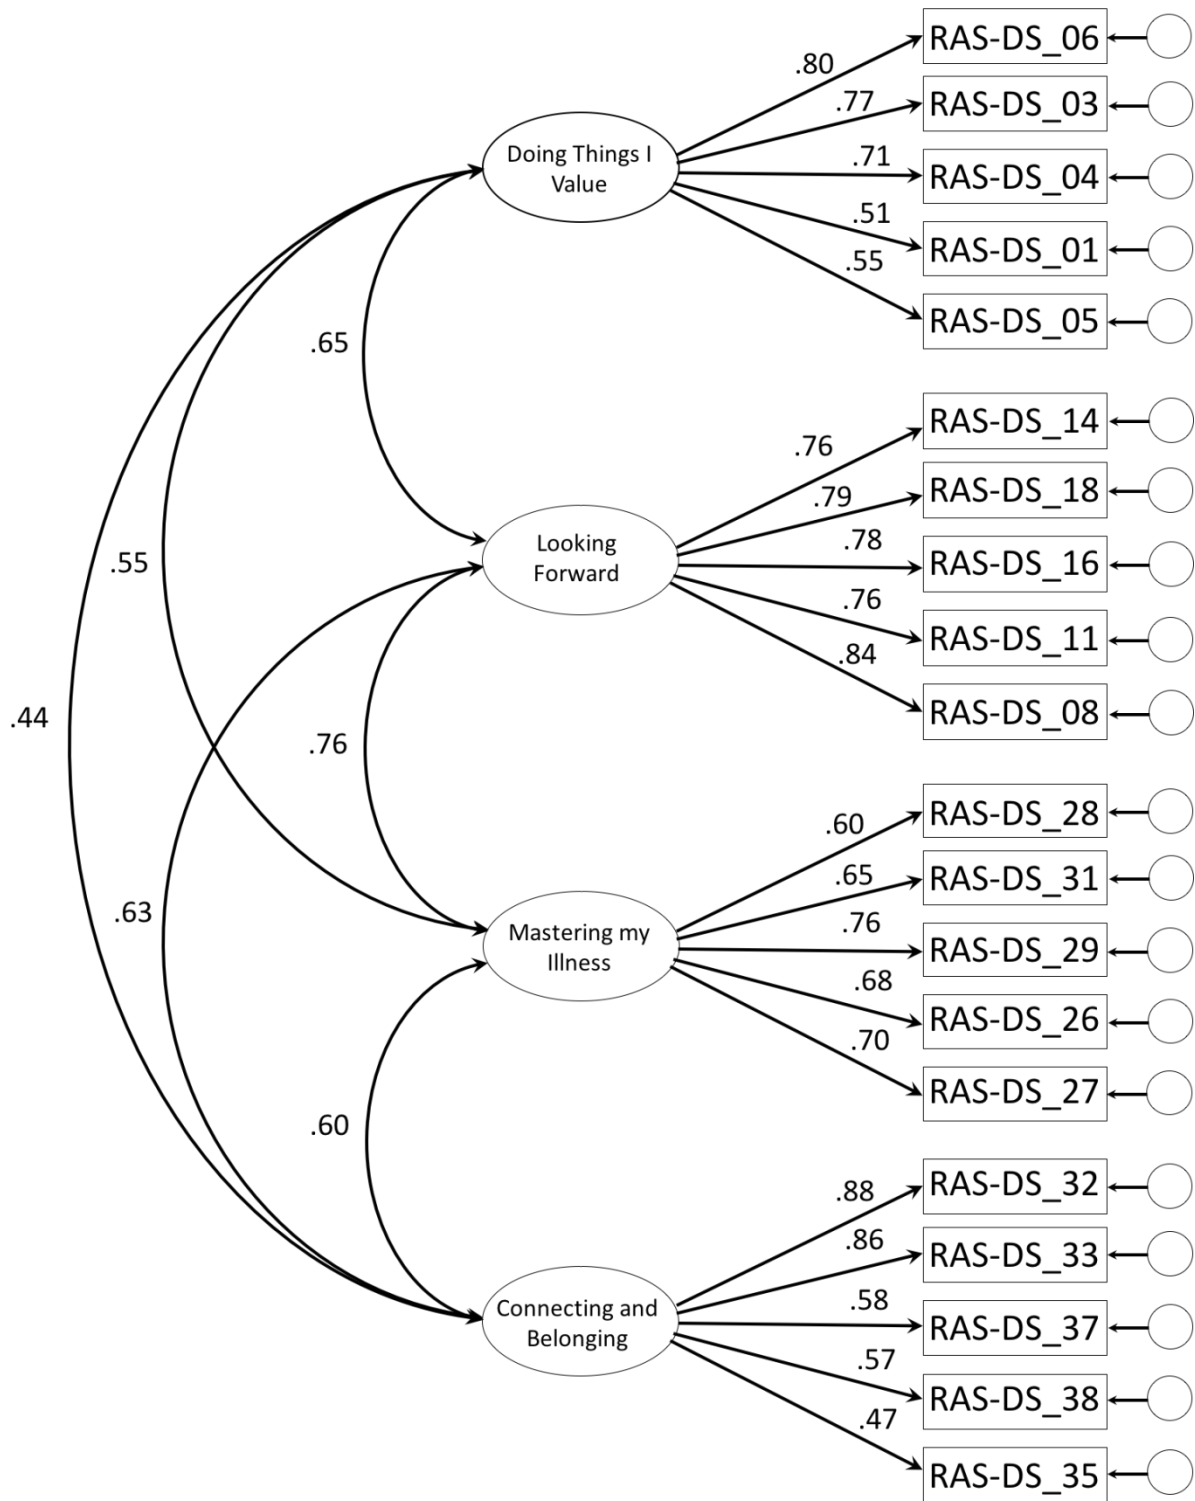 RAS-DS_06
.80
RAS-DS_03
.77
Doing Things I
Value
.71
RAS-DS_04
.51
RAS-DS_01
.55
RAS-DS_05
.65
RAS-DS_14
.76
RAS-DS_18
.79
Looking
Forward
.78
RAS-DS_16
.55
.76
RAS-DS_11
.84
RAS-DS_08
.44
.76
RAS-DS_28
.60
.65
RAS-DS_31
.63
.76
Mastering my
Illness
RAS-DS_29
.68
RAS-DS_26
.70
RAS-DS_27
.60
RAS-DS_32
.88
.86
RAS-DS_33
Connecting and
Belonging
.58
RAS-DS_37
.57
RAS-DS_38
.47
RAS-DS_35